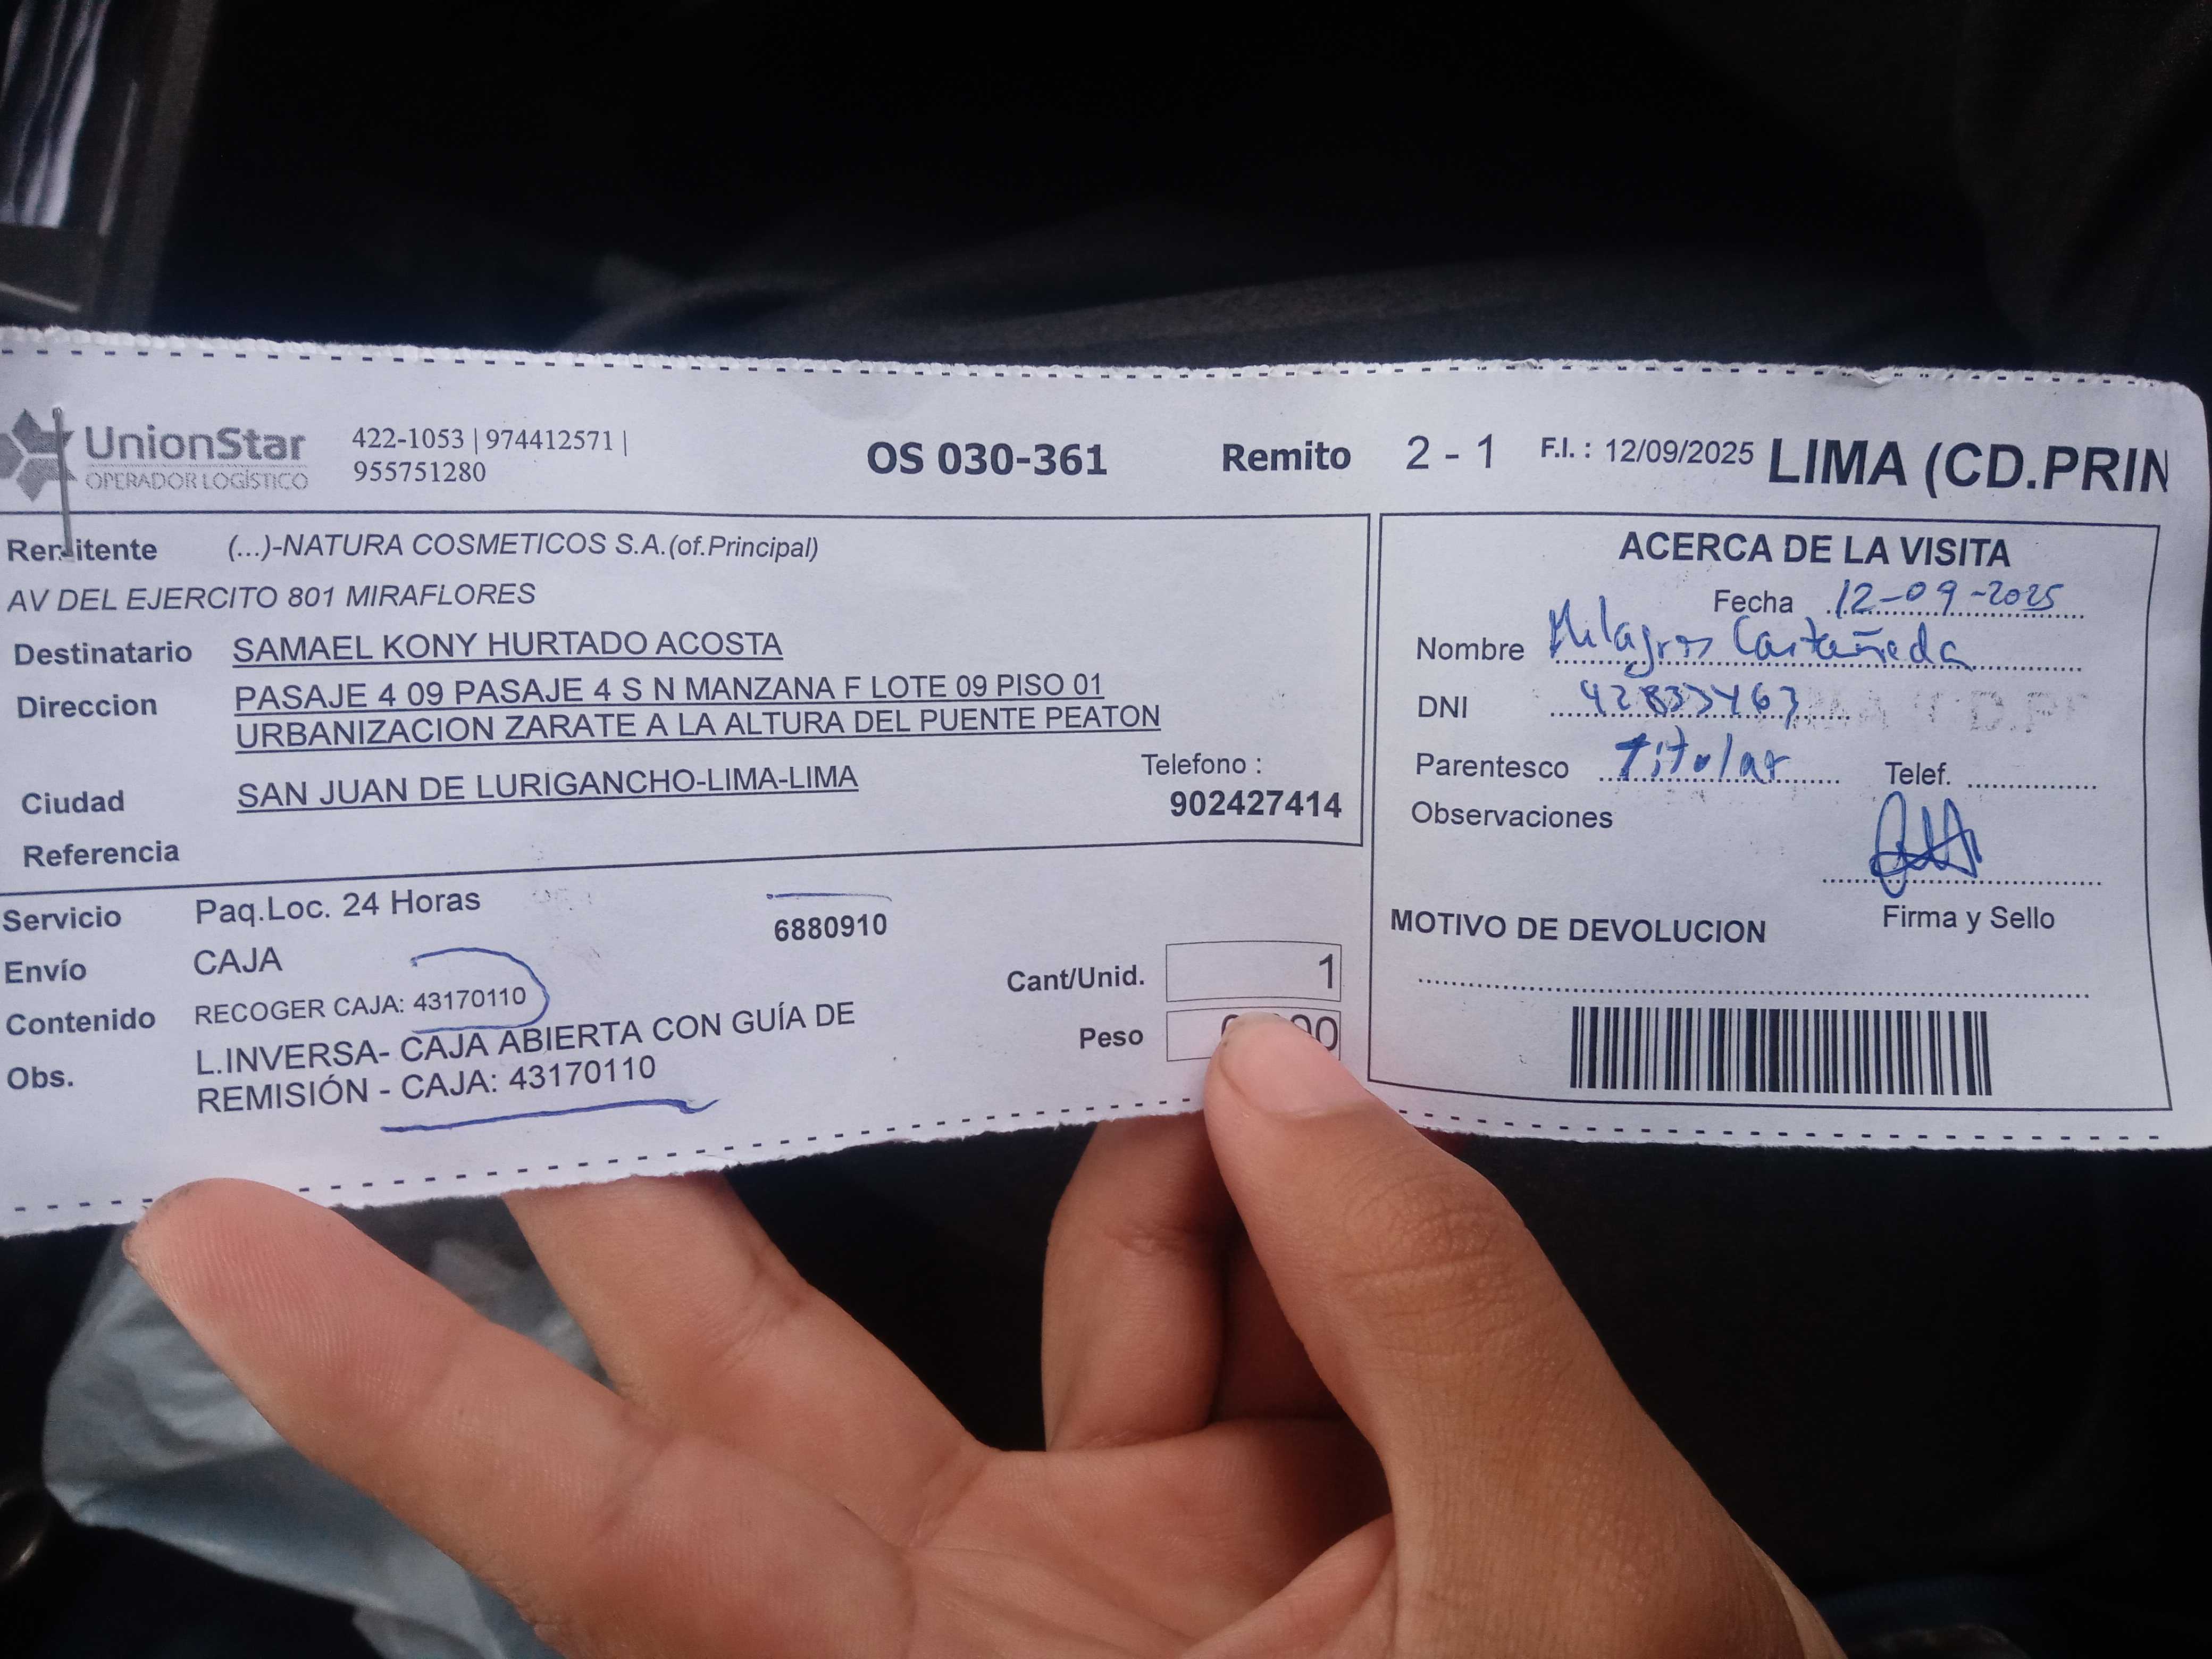 UnionStar
OPERADOR LOGÍSTICO
422-1053 | 974412571 |
955751280
OS 030-361
Remito 2 - 1
F.I. : 12/09/2025
LIMA (CD.PRIN
Remitente (...)-NATURA COSMETICOS S.A.(of.Principal)
AV DEL EJERCITO 801 MIRAFLORES
Destinatario SAMAEL KONY HURTADO ACOSTA
Direccion PASAJE 4 09 PASAJE 4 S N MANZANA F LOTE 09 PISO 01
URBANIZACION ZARATE A LA ALTURA DEL PUENTE PEATON
Ciudad SAN JUAN DE LURIGANCHO-LIMA-LIMA
Telefono :
902427414
Referencia
Servicio Paq.Loc. 24 Horas
6880910
Envío CAJA
Contenido RECOGER CAJA: 43170110
Obs. L.INVERSA- CAJA ABIERTA CON GUÍA DE
REMISIÓN - CAJA: 43170110
Cant/Unid. 1
Peso
ACERCA DE LA VISITA
Fecha 12-09-2025
Nombre Milagros Castañeda
DNI
Parentesco Titular
Telef.
Observaciones
Firma y Sello
MOTIVO DE DEVOLUCION